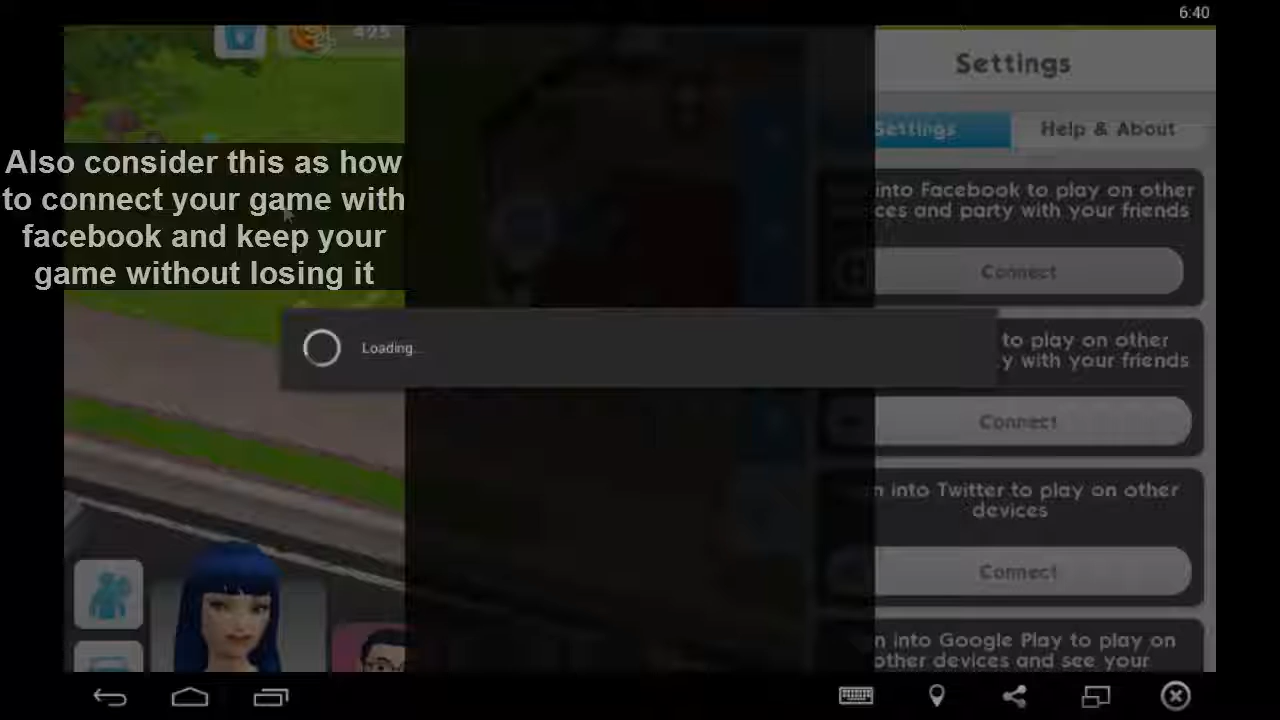 6:40
425
Settings
Settings
Help & About
Also consider this as how
to connect your game with
facebook and keep your
game without losing it
into Facebook to play on other
ces and party with your friends
Connect
Loading...
to play on other
y with your friends
Connect
n into Twitter to play on other
devices
Connect
n into Google Play to play on
other devices and see your